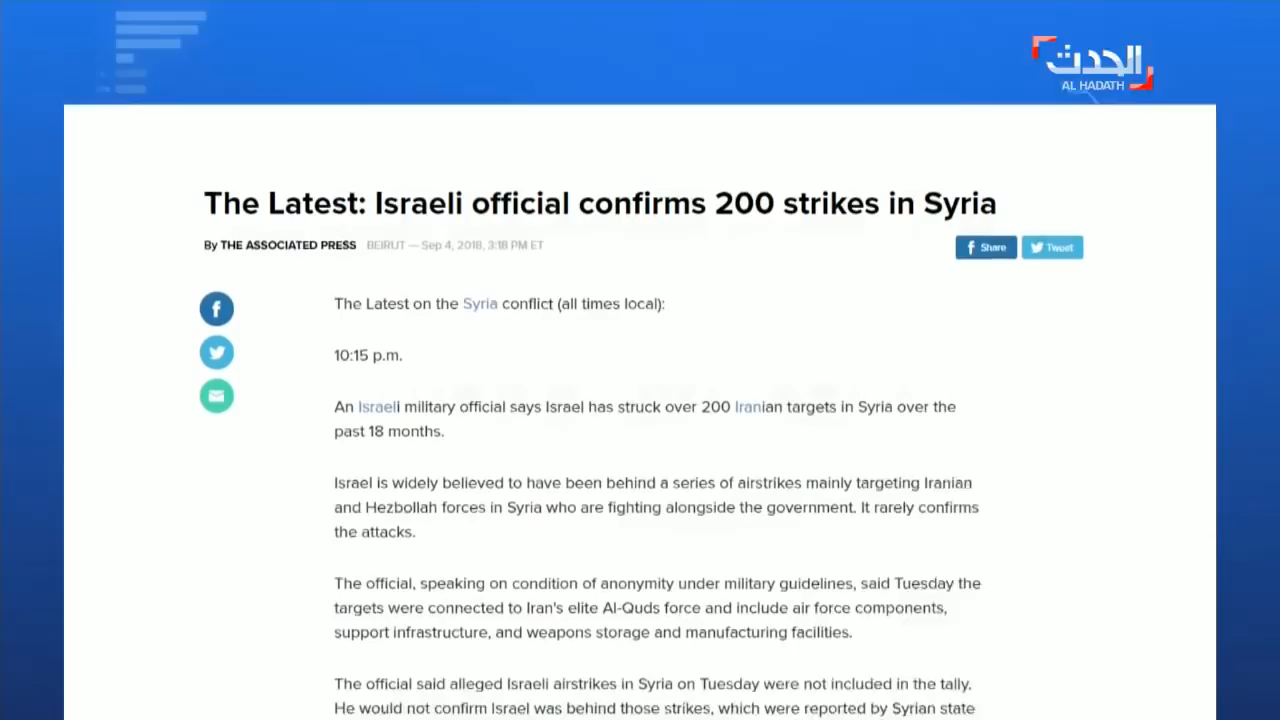 الحدث
AL HADATH
The Latest: Israeli official confirms 200 strikes in Syria
By THE ASSOCIATED PRESS BEIRUT — Sep 4, 2018, 3:18 PM ET
Share Tweet
The Latest on the Syria conflict (all times local):
10:15 p.m.
An Israeli military official says Israel has struck over 200 Iranian targets in Syria over the
past 18 months.
Israel is widely believed to have been behind a series of airstrikes mainly targeting Iranian
and Hezbollah forces in Syria who are fighting alongside the government. It rarely confirms
the attacks.
The official, speaking on condition of anonymity under military guidelines, said Tuesday the
targets were connected to Iran's elite Al-Quds force and include air force components,
support infrastructure, and weapons storage and manufacturing facilities.
The official said alleged Israeli airstrikes in Syria on Tuesday were not included in the tally.
He would not confirm Israel was behind those strikes, which were reported by Syrian state